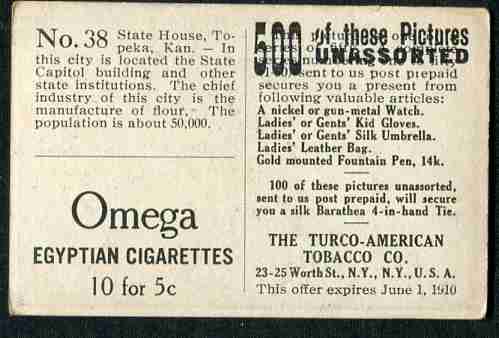 No. 38 State House, To-
peka, Kan. — In
this city is located the State
Capitol building and other
state institutions. The chief
industry of this city is the
manufacture of flour. The
population is about 50,000.
Omega
EGYPTIAN CIGARETTES
10 for 5c
500 of these Pictures
UNASSORTED
sent to us post prepaid
secures you a present from
following valuable articles:
A nickel or gun-metal Watch.
Ladies' or Gents' Kid Gloves.
Ladies' or Gents' Silk Umbrella.
Ladies' Leather Bag.
Gold mounted Fountain Pen, 14k.
100 of these pictures unassorted,
sent to us post prepaid, will secure
you a silk Barathea 4-in-hand Tie.
THE TURCO-AMERICAN
TOBACCO CO.
23-25 Worth St., N.Y., N.Y., U.S.A.
This offer expires June 1, 1910